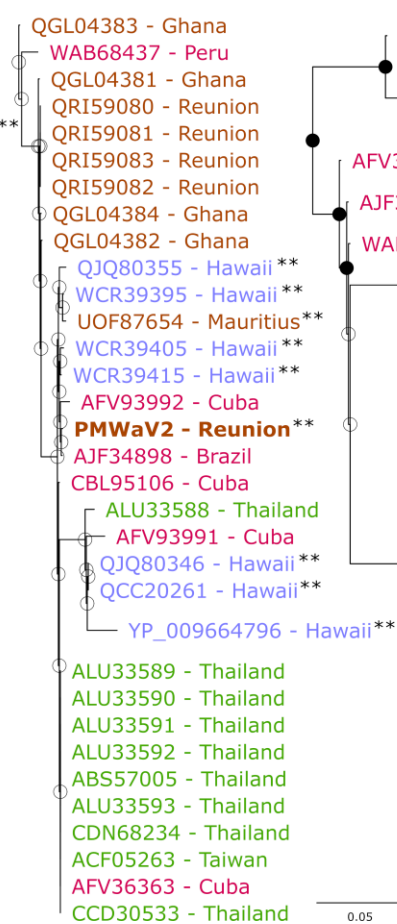 QGL04383 - Ghana
WAB68437 - Peru
QGL04381 - Ghana
QRI59080 - Reunion
**
QRI59081 - Reunion
QRI59083 - Reunion
AFV3
QRI59082 - Reunion
AJF3
QGL04384 - Ghana
QGL04382 - Ghana
WAB
QJQ80355 - Hawaii**
WCR39395 - Hawaii**
UOF87654 - Mauritius**
WCR39405 - Hawaii**
WCR39415 - Hawaii**
AFV93992 - Cuba
PMWaV2 - Reunion**
AJF34898 - Brazil
CBL95106 - Cuba
ALU33588 - Thailand
AFV93991 - Cuba
QJQ80346 - Hawaii**
QCC20261 - Hawaii**
YP_009664796 - Hawaii**
ALU33589 - Thailand
ALU33590 - Thailand
ALU33591 - Thailand
ALU33592 - Thailand
ABS57005 - Thailand
ALU33593 - Thailand
CDN68234 - Thailand
ACF05263 - Taiwan
AFV36363 - Cuba
CCD30533 - Thailand
0.05